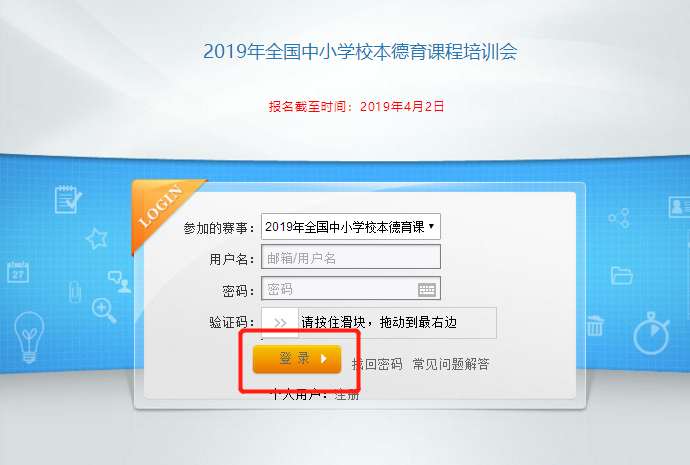 2019年全国中小学校本德育课程培训会
报名截至时间：2019年4月2日
LOGIN
参加的赛事： 2019年全国中小学校本德育课
用户名： 邮箱/用户名
密码： 密码
验证码： >> 请按住滑块，拖动到最右边
登 录 找回密码 常见问题解答
个人用户：注册
27